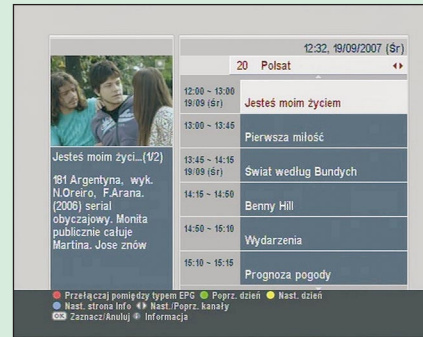 12:32, 19/09/2007 (Śr)
20 Polsat
12:00 ~ 13:00
19/09 (Śr)
Jesteś moim życiem
13:00 ~ 13:45
Pierwsza miłość
13:45 ~ 14:15
19/09 (Śr)
Świat według Bundych
14:15 ~ 14:50
Benny Hill
14:50 ~ 15:10
Wydarzenia
15:10 ~ 15:15
Prognoza pogody
Jesteś moim życi...(1/2)
181 Argentyna, wyk.
N.Oreiro, F.Arana.
(2006) serial
obyczajowy. Monita
publicznie całuje
Martina. Jose znów
Przełączaj pomiędzy typem EPG Poprz. dzień Nast. dzień
Nast. strona Info Nast./Poprz. kanały
OK Zaznacz/Anuluj Informacja